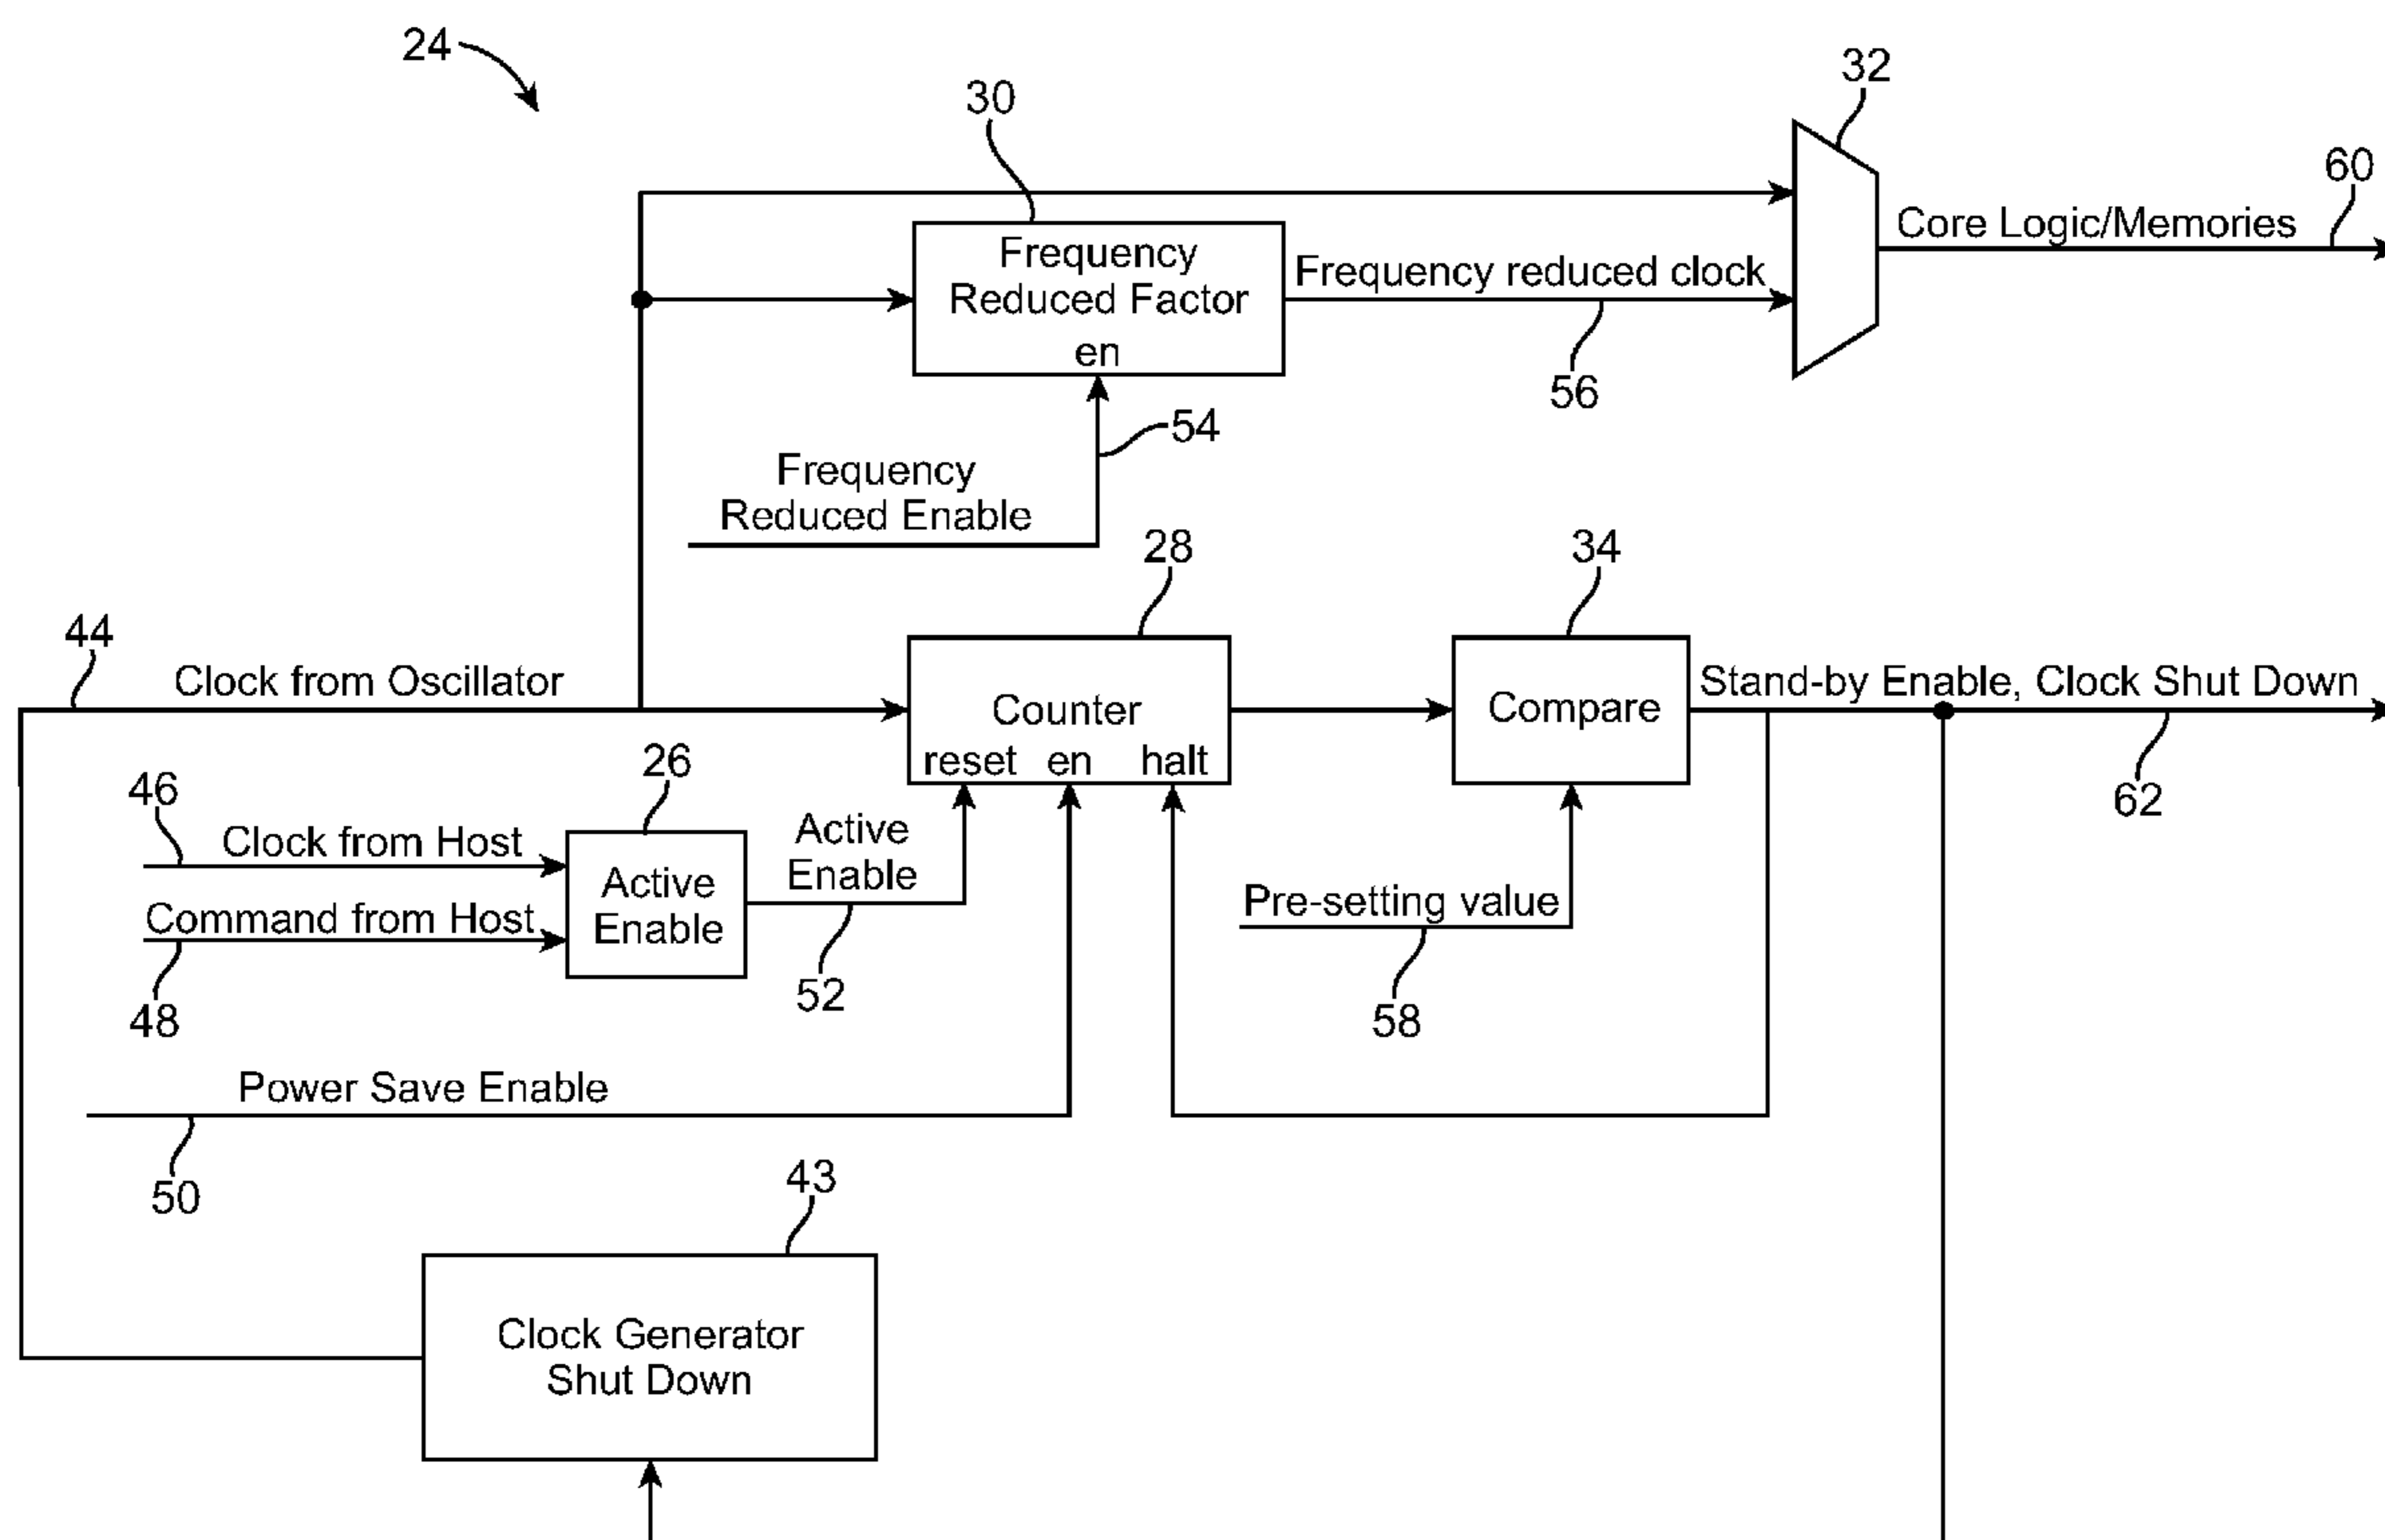 24
30
32
60
Core Logic/Memories
Frequency
Reduced Factor
en
Frequency reduced clock
56
54
Frequency
Reduced Enable
28
34
44
Clock from Oscillator
Counter
reset en halt
Compare
Stand-by Enable, Clock Shut Down
62
46
26
Clock from Host
Active
Enable
Active
Enable
Command from Host
48
52
Pre-setting value
58
Power Save Enable
50
43
Clock Generator
Shut Down